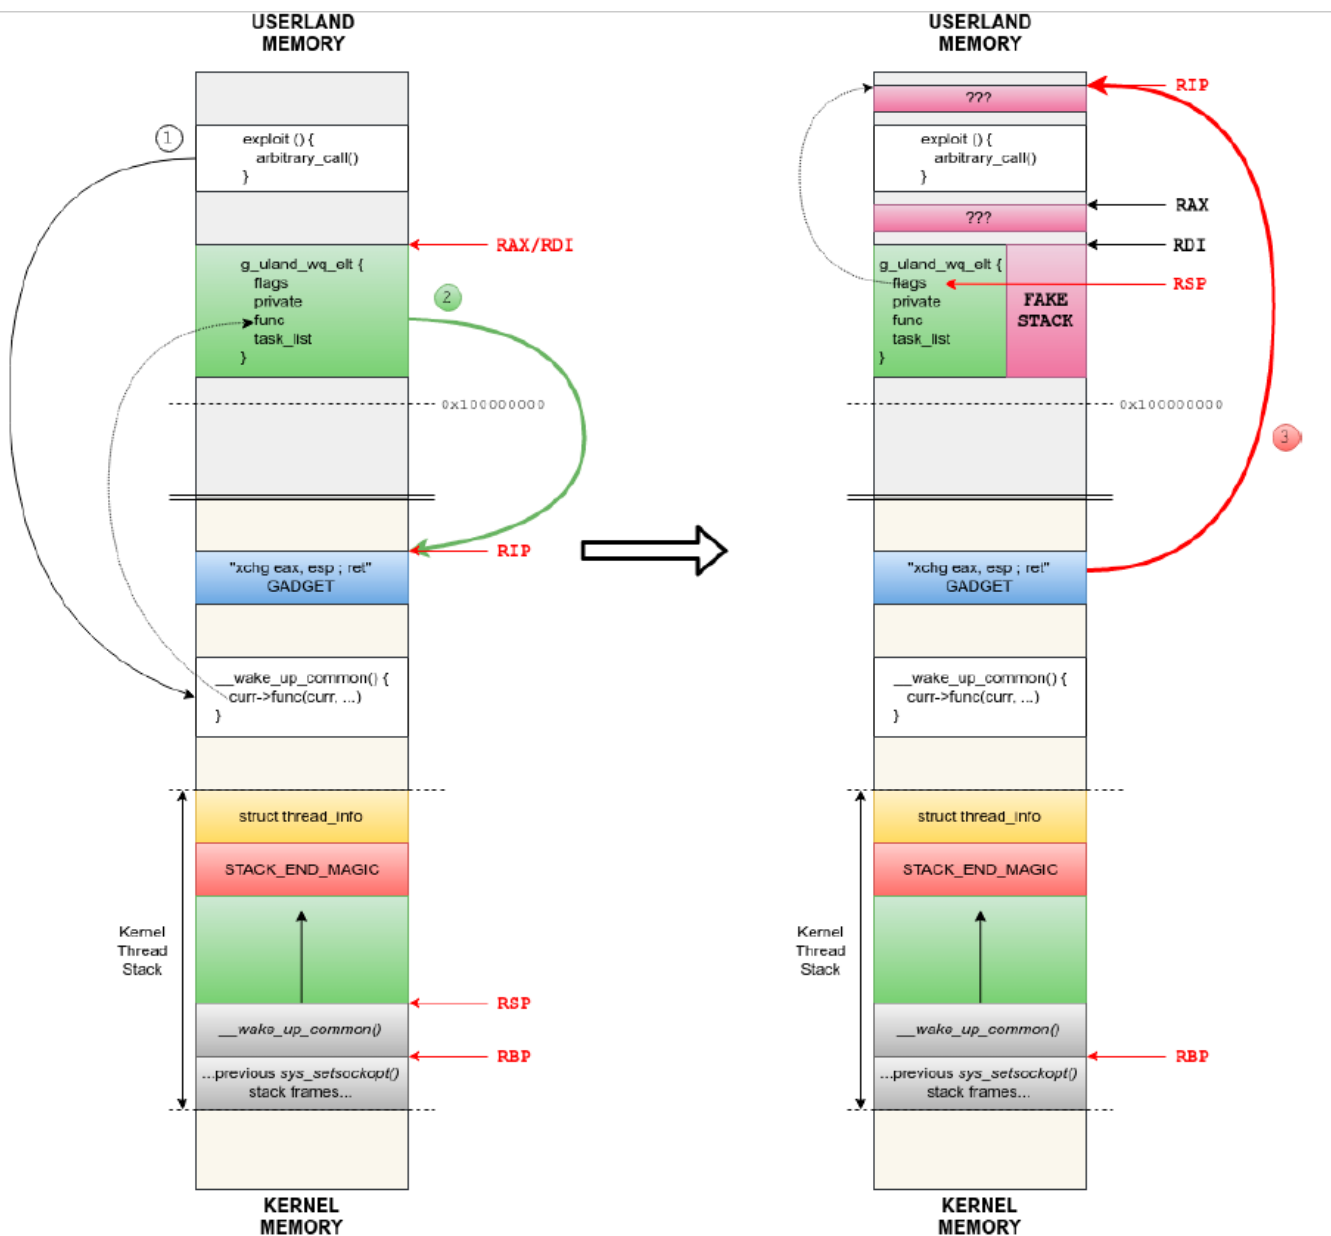 USERLAND
MEMORY
1
exploit () {
arbitrary_call()
}
RAX/RDI
g_uland_wq_elt {
flags
private
func
task_list
}
2
0x100000000
RIP
"xchg eax, esp ; ret"
GADGET
__wake_up_common() {
curr->func(curr, ...)
}
struct thread_info
STACK_END_MAGIC
Kernel
Thread
Stack
RSP
__wake_up_common()
RBP
...previous sys_setsockopt()
stack frames...
KERNEL
MEMORY
USERLAND
MEMORY
RIP
???
exploit () {
arbitrary_call()
}
RAX
???
RDI
g_uland_wq_elt {
flags
private
func
task_list
}
RSP
FAKE
STACK
0x100000000
3
"xchg eax, esp ; ret"
GADGET
__wake_up_common() {
curr->func(curr, ...)
}
struct thread_info
STACK_END_MAGIC
Kernel
Thread
Stack
__wake_up_common()
RBP
...previous sys_setsockopt()
stack frames...
KERNEL
MEMORY